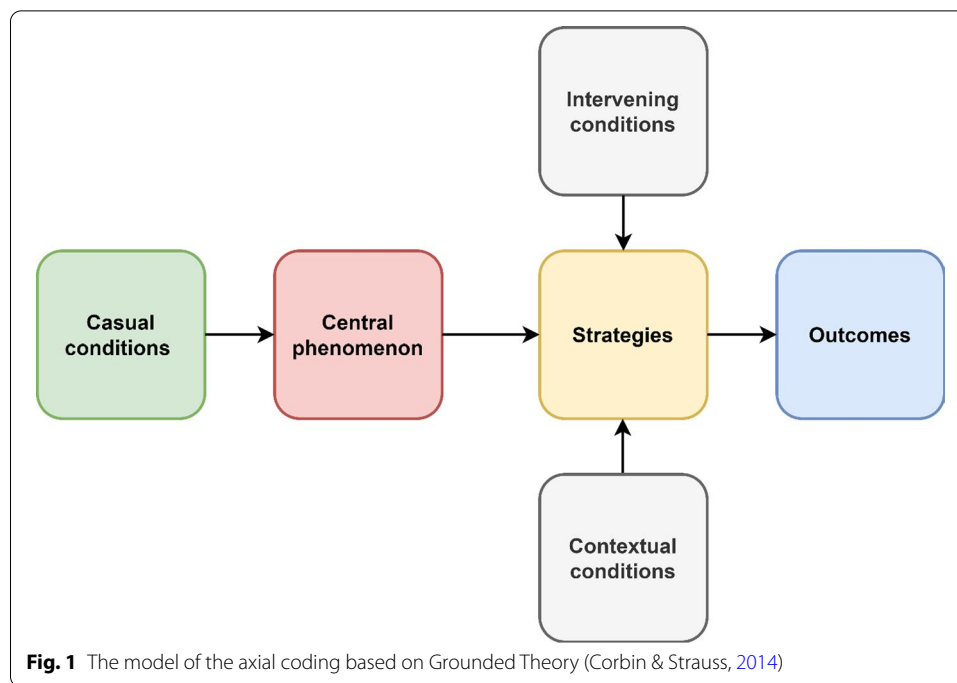 Intervening
conditions
Casual
conditions
Central
phenomenon
Strategies
Outcomes
Contextual
conditions
Fig. 1 The model of the axial coding based on Grounded Theory (Corbin & Strauss, 2014)